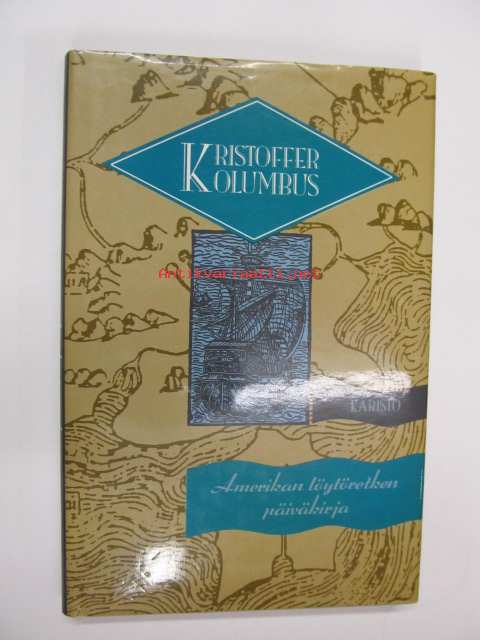 KRISTOFFER
KOLUMBUS
Antikvariaatti.net
KARISTO
Amerikan löytöretken
päiväkirja